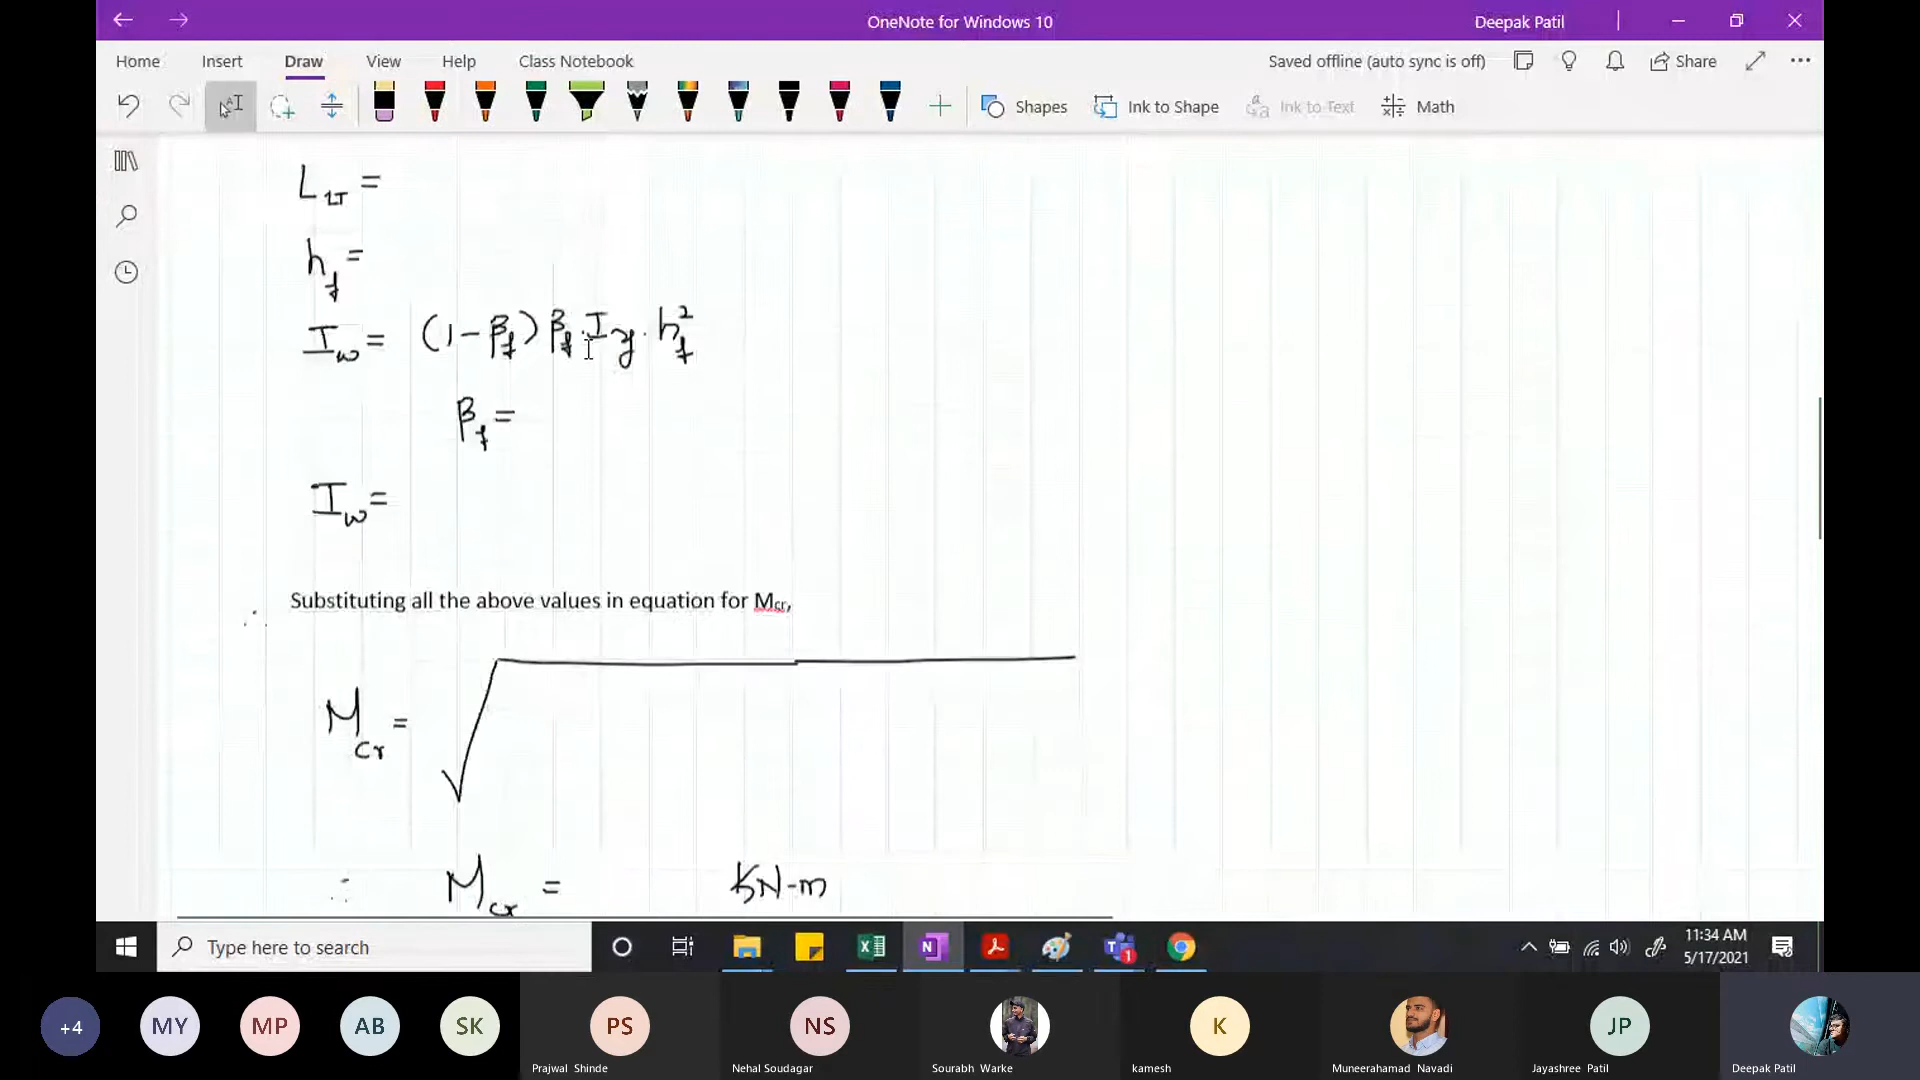 OneNote for Windows 10
Deepak Patil
Home Insert Draw View Help Class Notebook
Saved offline (auto sync is off) Share
Shapes Ink to Shape Ink to Text Math
L_LT =
h_f =
I_w = (1 - β_f) β_f · I_y · h_f²
β_f =
I_w =
∴ Substituting all the above values in equation for Mcr,
M_cr = √
∴ M_cr = kN-m
Type here to search
11:34 AM
5/17/2021
+4 MY MP AB SK PS NS K JP
Prajwal Shinde Nehal Soudagar Sourabh Warke kamesh Muneerahamad Navadi Jayashree Patil Deepak Patil